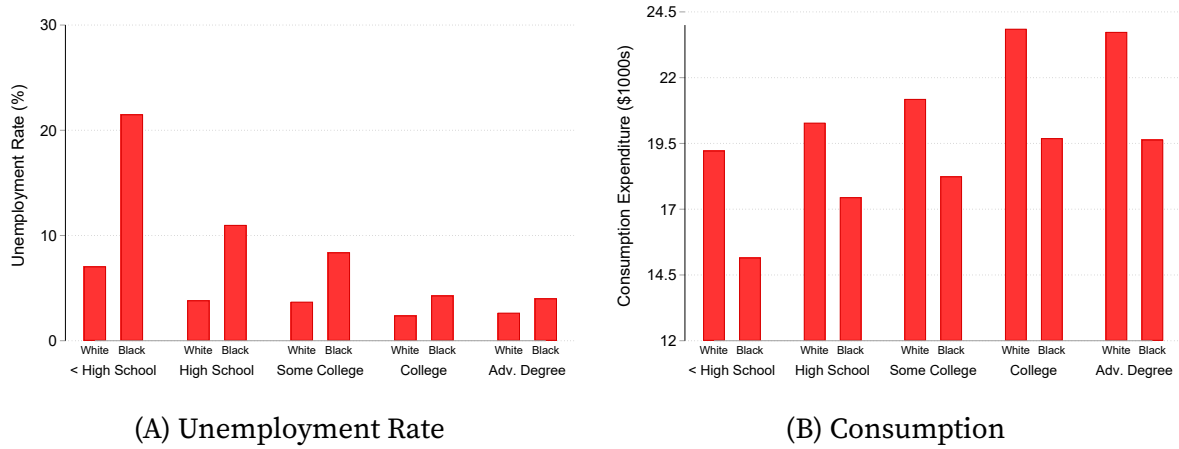 30
20
10
0
Unemployment Rate (%)
White Black White Black White Black White Black White Black
< High School High School Some College College Adv. Degree
(A) Unemployment Rate
24.5
22
19.5
17
14.5
12
Consumption Expenditure ($1000s)
White Black White Black White Black White Black White Black
< High School High School Some College College Adv. Degree
(B) Consumption